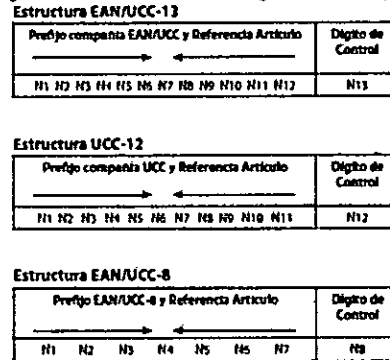 Estructura EAN/UCC-13
Prefijo compañía EAN/UCC y Referencia Artículo
Dígito de Control
N1 N2 N3 N4 N5 N6 N7 N8 N9 N10 N11 N12
N13
Estructura UCC-12
Prefijo compañía UCC y Referencia Artículo
Dígito de Control
N1 N2 N3 N4 N5 N6 N7 N8 N9 N10 N11
N12
Estructura EAN/UCC-8
Prefijo EAN/UCC-8 y Referencia Artículo
Dígito de Control
N1 N2 N3 N4 N5 N6 N7
N8